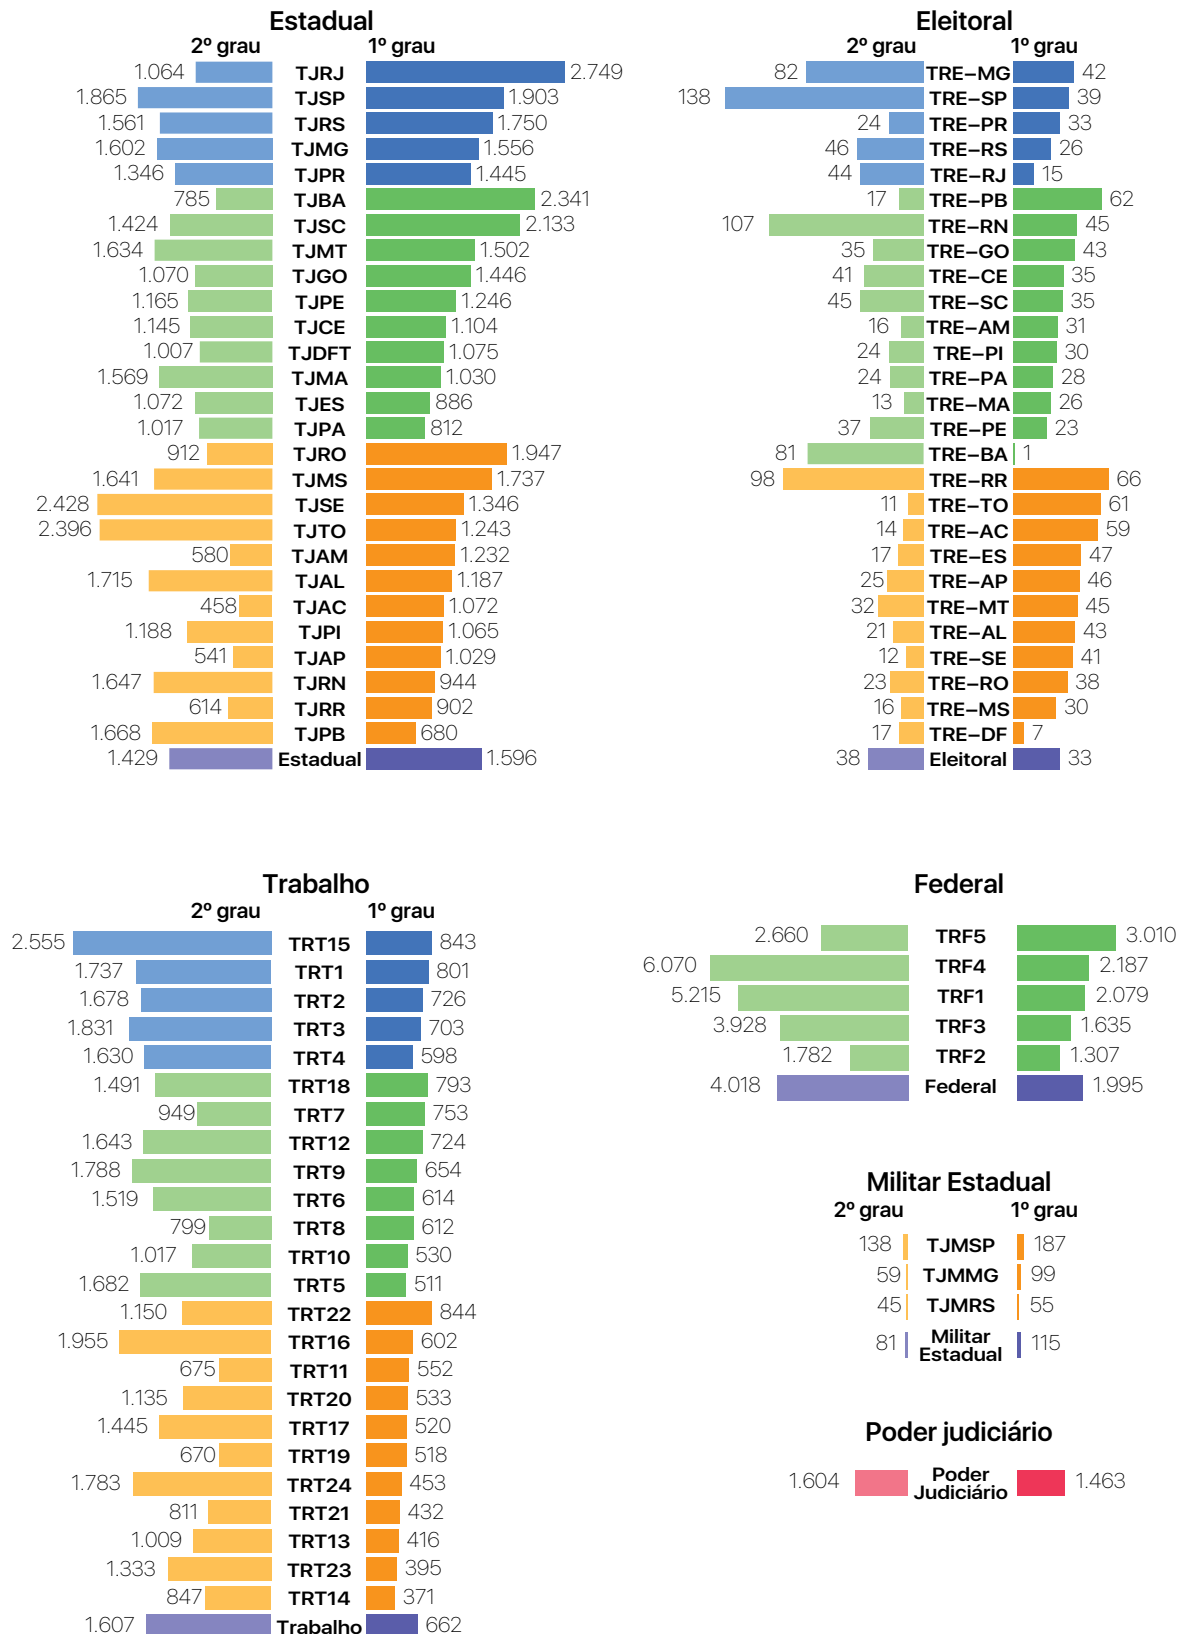 Estadual
2º grau 1º grau
1.064 TJRJ 2.749
1.865 TJSP 1.903
1.561 TJRS 1.750
1.602 TJMG 1.556
1.346 TJPR 1.445
785 TJBA 2.341
1.424 TJSC 2.133
1.634 TJMT 1.502
1.070 TJGO 1.446
1.165 TJPE 1.246
1.145 TJCE 1.104
1.007 TJDFT 1.075
1.569 TJMA 1.030
1.072 TJES 886
1.017 TJPA 812
912 TJRO 1.947
1.641 TJMS 1.737
2.428 TJSE 1.346
2.396 TJTO 1.243
580 TJAM 1.232
1.715 TJAL 1.187
458 TJAC 1.072
1.188 TJPI 1.065
541 TJAP 1.029
1.647 TJRN 944
614 TJRR 902
1.668 TJPB 680
1.429 Estadual 1.596
Eleitoral
2º grau 1º grau
82 TRE–MG 42
138 TRE–SP 39
24 TRE–PR 33
46 TRE–RS 26
44 TRE–RJ 15
17 TRE–PB 62
107 TRE–RN 45
35 TRE–GO 43
41 TRE–CE 35
45 TRE–SC 35
16 TRE–AM 31
24 TRE–PI 30
24 TRE–PA 28
13 TRE–MA 26
37 TRE–PE 23
81 TRE–BA 1
98 TRE–RR 66
11 TRE–TO 61
14 TRE–AC 59
17 TRE–ES 47
25 TRE–AP 46
32 TRE–MT 45
21 TRE–AL 43
12 TRE–SE 41
23 TRE–RO 38
16 TRE–MS 30
17 TRE–DF 7
38 Eleitoral 33
Trabalho
2º grau 1º grau
2.555 TRT15 843
1.737 TRT1 801
1.678 TRT2 726
1.831 TRT3 703
1.630 TRT4 598
1.491 TRT18 793
949 TRT7 753
1.643 TRT12 724
1.788 TRT9 654
1.519 TRT6 614
799 TRT8 612
1.017 TRT10 530
1.682 TRT5 511
1.150 TRT22 844
1.955 TRT16 602
675 TRT11 552
1.135 TRT20 533
1.445 TRT17 520
670 TRT19 518
1.783 TRT24 453
811 TRT21 432
1.009 TRT13 416
1.333 TRT23 395
847 TRT14 371
1.607 Trabalho 662
Federal
2.660 TRF5 3.010
6.070 TRF4 2.187
5.215 TRF1 2.079
3.928 TRF3 1.635
1.782 TRF2 1.307
4.018 Federal 1.995
Militar Estadual
2º grau 1º grau
138 TJMSP 187
59 TJMMG 99
45 TJMRS 55
81 Militar Estadual 115
Poder judiciário
1.604 Poder Judiciário 1.463